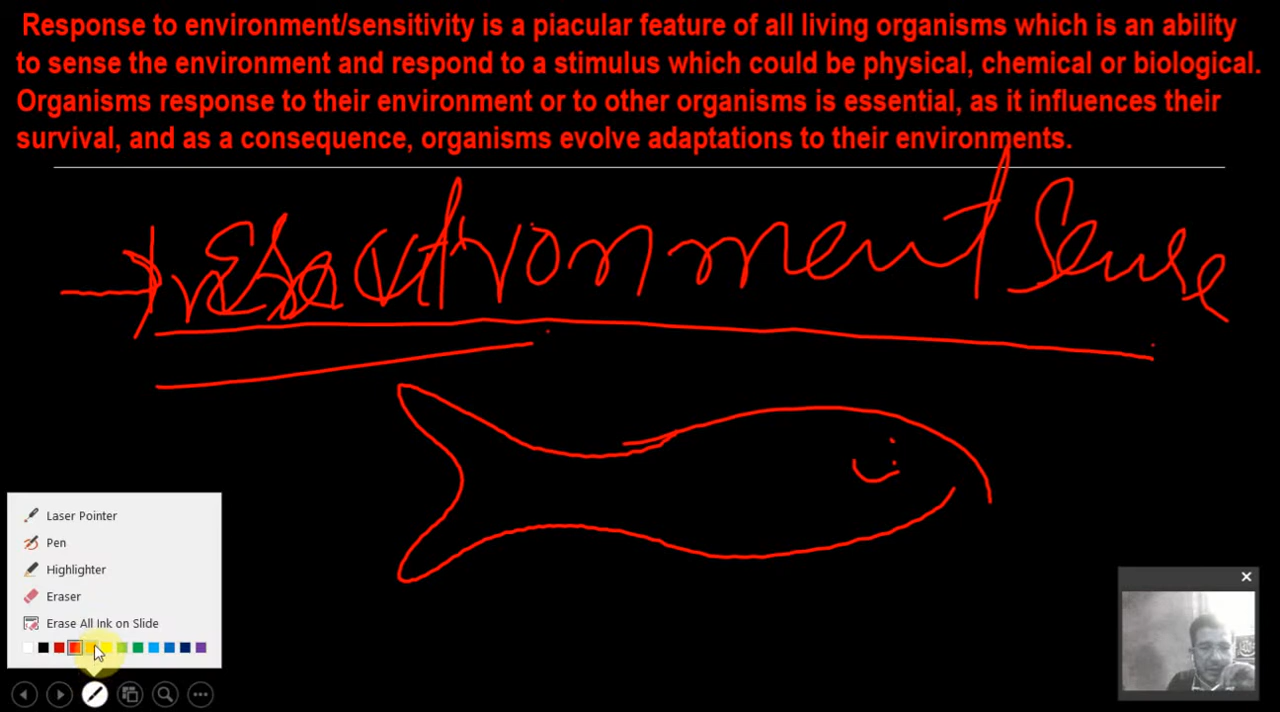 Response to environment/sensitivity is a piacular feature of all living organisms which is an ability
to sense the environment and respond to a stimulus which could be physical, chemical or biological.
Organisms response to their environment or to other organisms is essential, as it influences their
survival, and as a consequence, organisms evolve adaptations to their environments.
Sense
Laser Pointer
Pen
Highlighter
Eraser
Erase All Ink on Slide